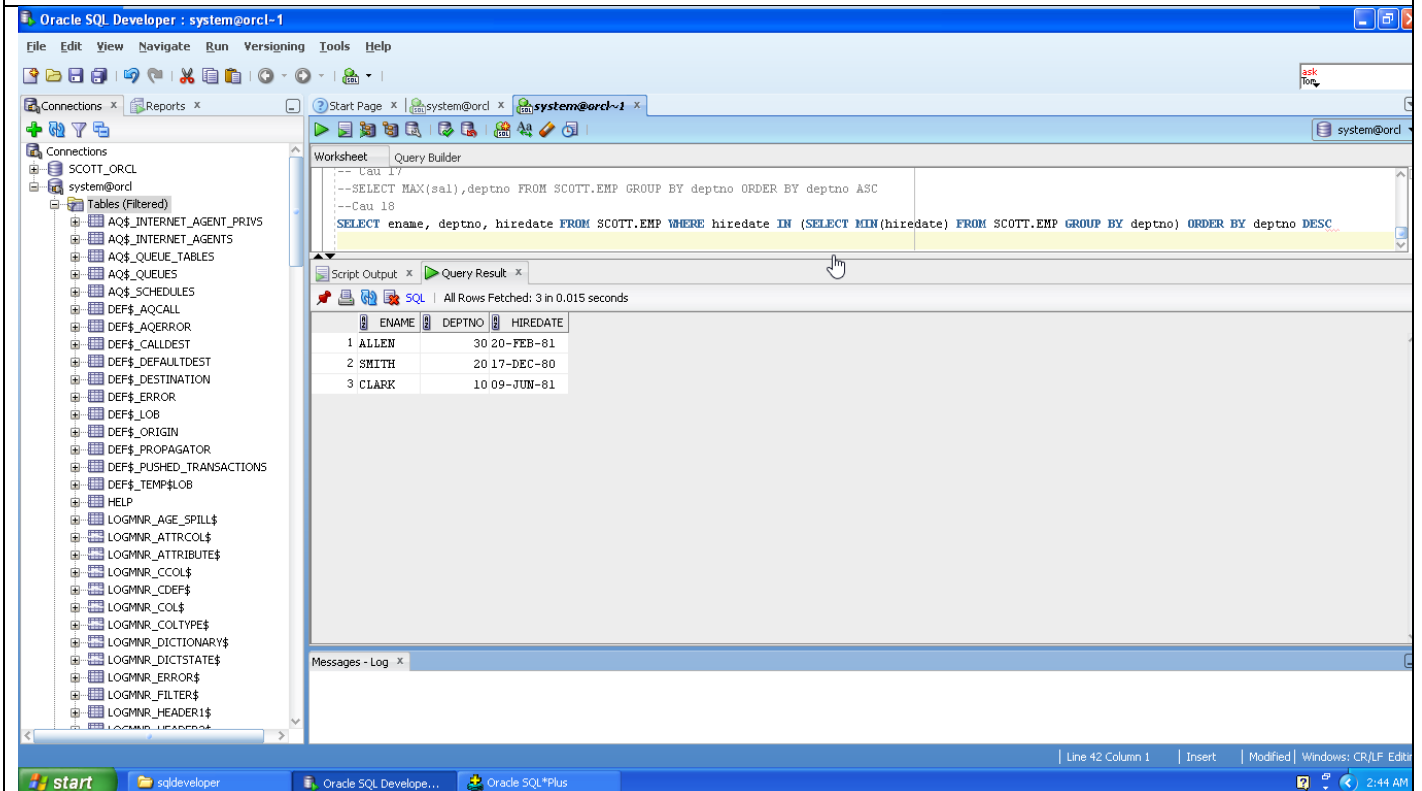 Oracle SQL Developer : system@orcl~1
File Edit View Navigate Run Versioning Tools Help
ask
Tom
Connections x Reports x
Start Page x system@orcl x system@orcl~1 x
system@orcl
Worksheet Query Builder
Connections
SCOTT_ORCL
system@orcl
Tables (Filtered)
AQ$_INTERNET_AGENT_PRIVS
AQ$_INTERNET_AGENTS
AQ$_QUEUE_TABLES
AQ$_QUEUES
AQ$_SCHEDULES
DEF$_AQCALL
DEF$_AQERROR
DEF$_CALLDEST
DEF$_DEFAULTDEST
DEF$_DESTINATION
DEF$_ERROR
DEF$_LOB
DEF$_ORIGIN
DEF$_PROPAGATOR
DEF$_PUSHED_TRANSACTIONS
DEF$_TEMP$LOB
HELP
LOGMNR_AGE_SPILL$
LOGMNR_ATTRCOL$
LOGMNR_ATTRIBUTE$
LOGMNR_CCOL$
LOGMNR_CDEF$
LOGMNR_COL$
LOGMNR_COLTYPE$
LOGMNR_DICTIONARY$
LOGMNR_DICTSTATE$
LOGMNR_ERROR$
LOGMNR_FILTER$
LOGMNR_HEADER1$
-- Cau 17
--SELECT MAX(sal),deptno FROM SCOTT.EMP GROUP BY deptno ORDER BY deptno ASC
--Cau 18
SELECT ename, deptno, hiredate FROM SCOTT.EMP WHERE hiredate IN (SELECT MIN(hiredate) FROM SCOTT.EMP GROUP BY deptno) ORDER BY deptno DESC
Script Output x Query Result x
SQL | All Rows Fetched: 3 in 0.015 seconds
ENAME DEPTNO HIREDATE
1 ALLEN 30 20-FEB-81
2 SMITH 20 17-DEC-80
3 CLARK 10 09-JUN-81
Messages - Log x
Line 42 Column 1 | Insert | Modified | Windows: CR/LF
start sqldeveloper Oracle SQL Develope... Oracle SQL*Plus 2:44 AM